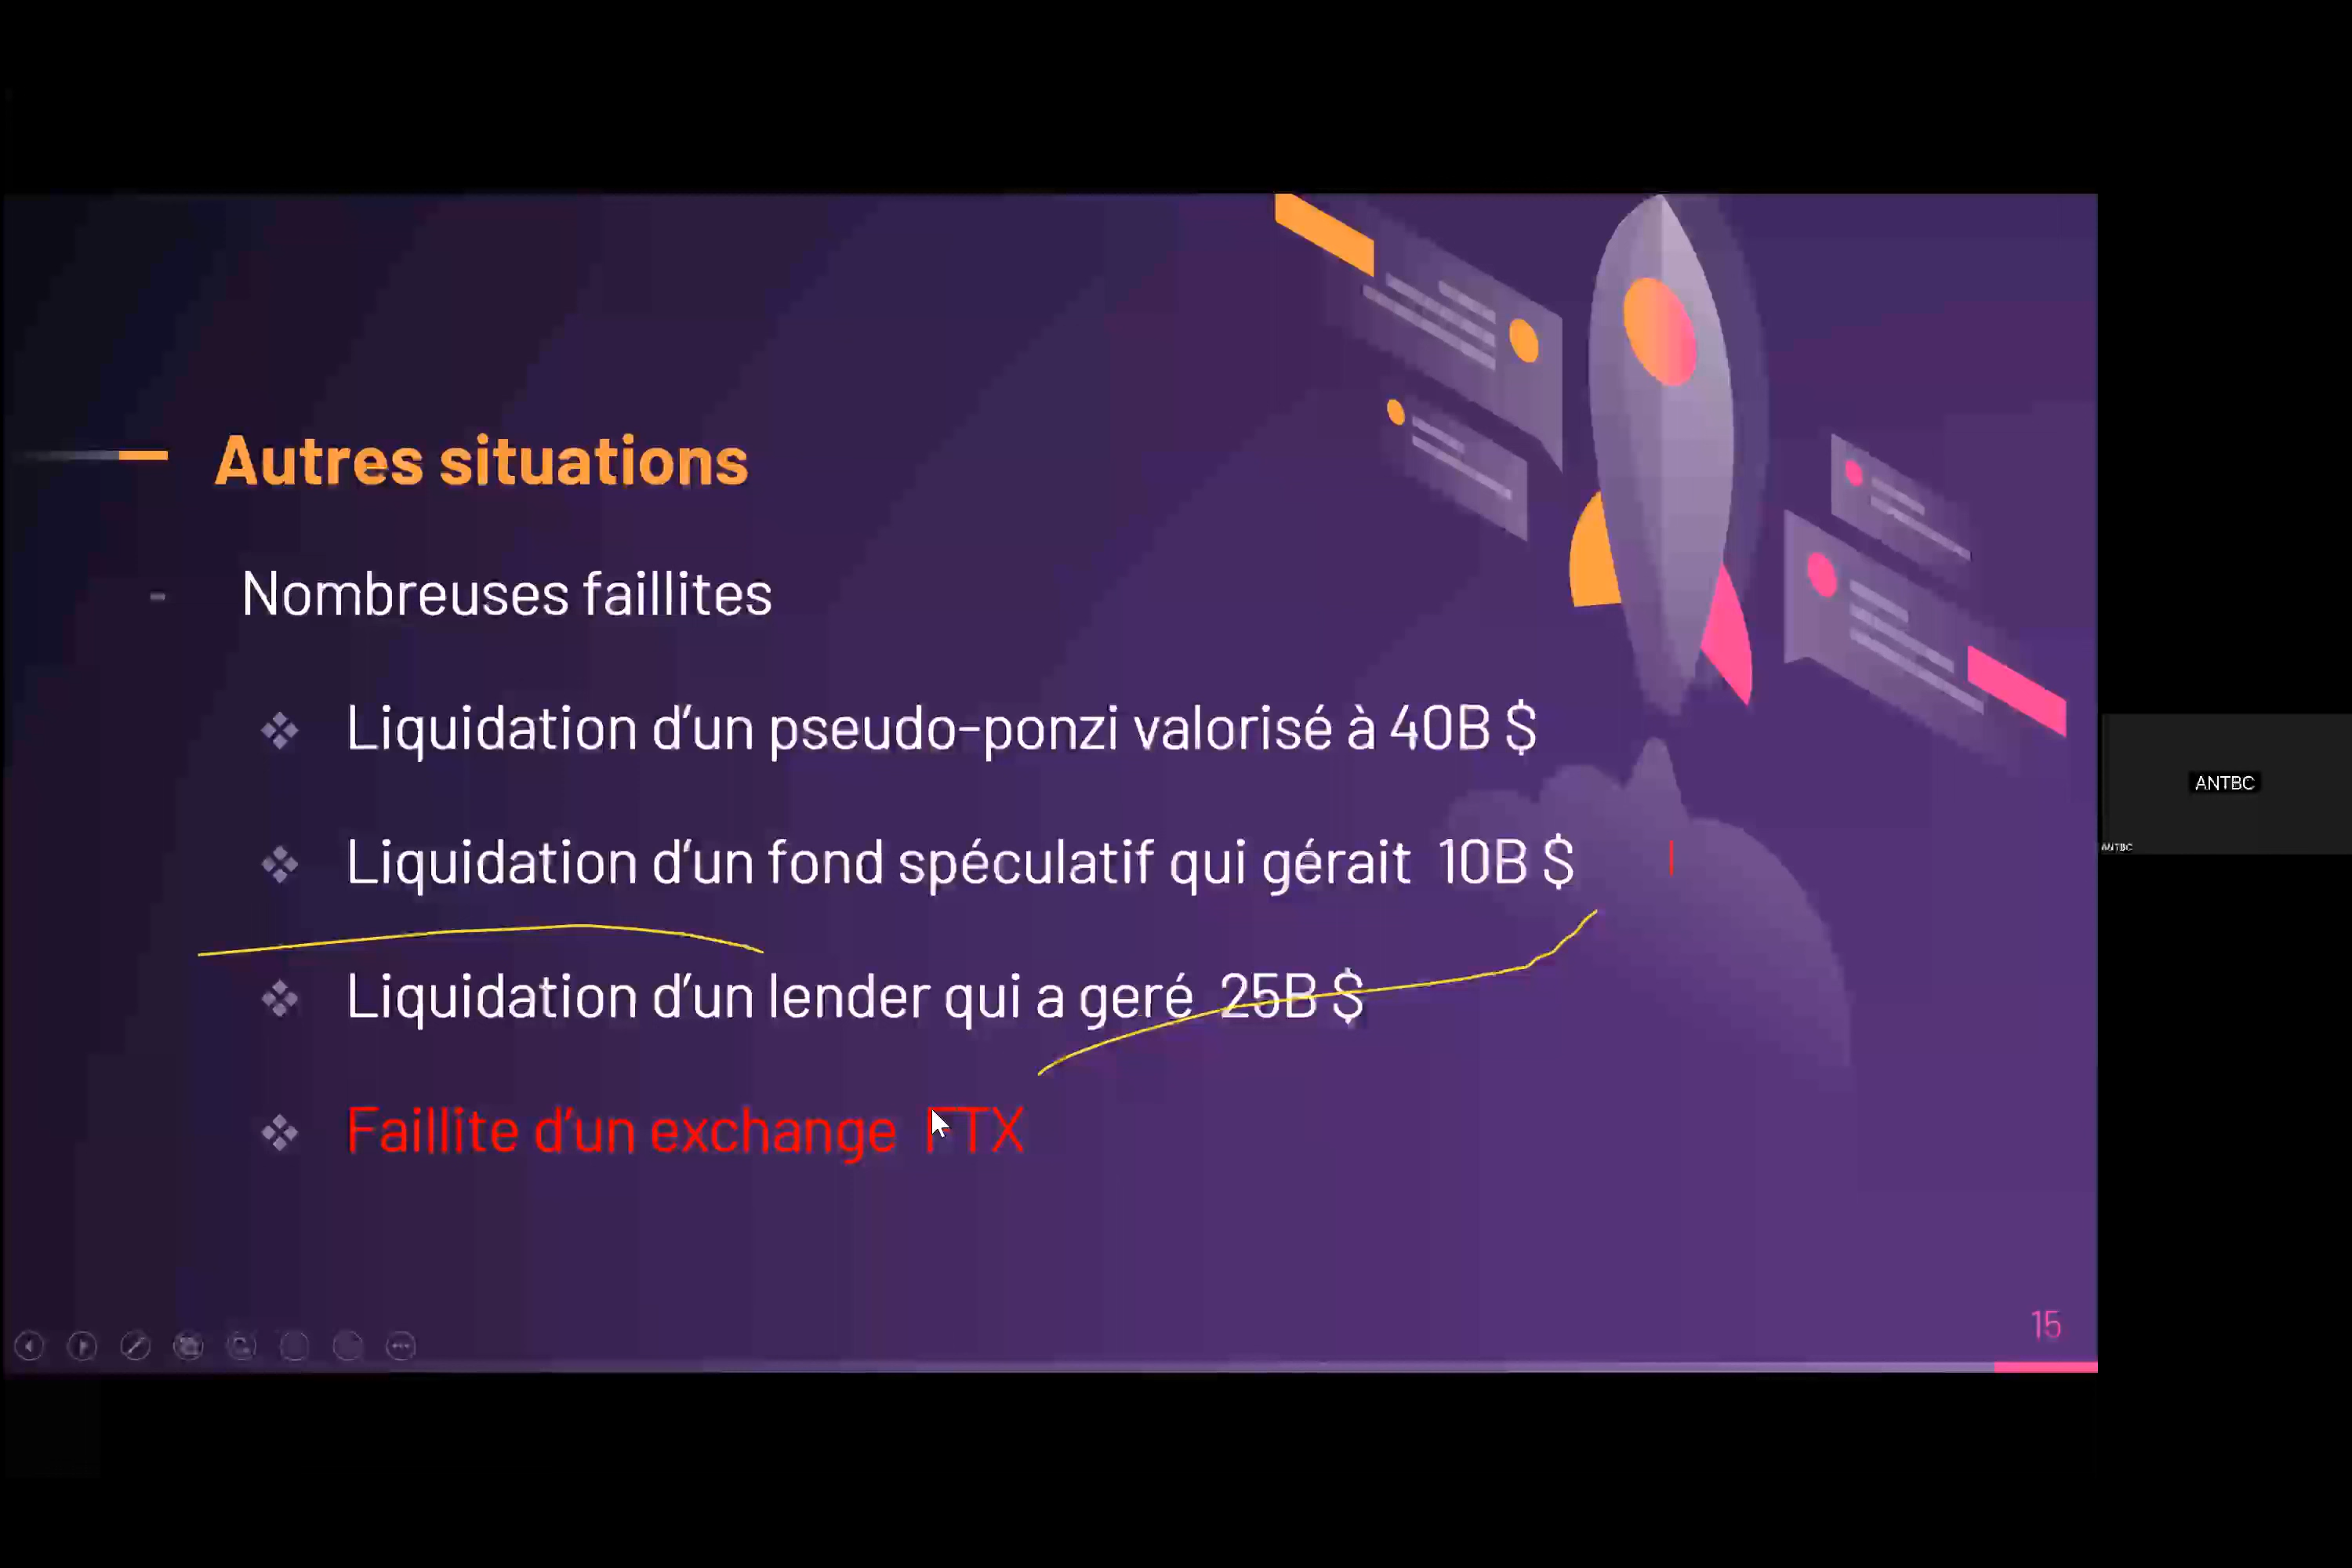 Autres situations
- Nombreuses faillites
❖ Liquidation d'un pseudo-ponzi valorisé à 40B $
❖ Liquidation d'un fond spéculatif qui gérait 10B $
❖ Liquidation d'un lender qui a geré 25B $
❖ Faillite d'un exchange FTX
15
ANTBC
ANTBC